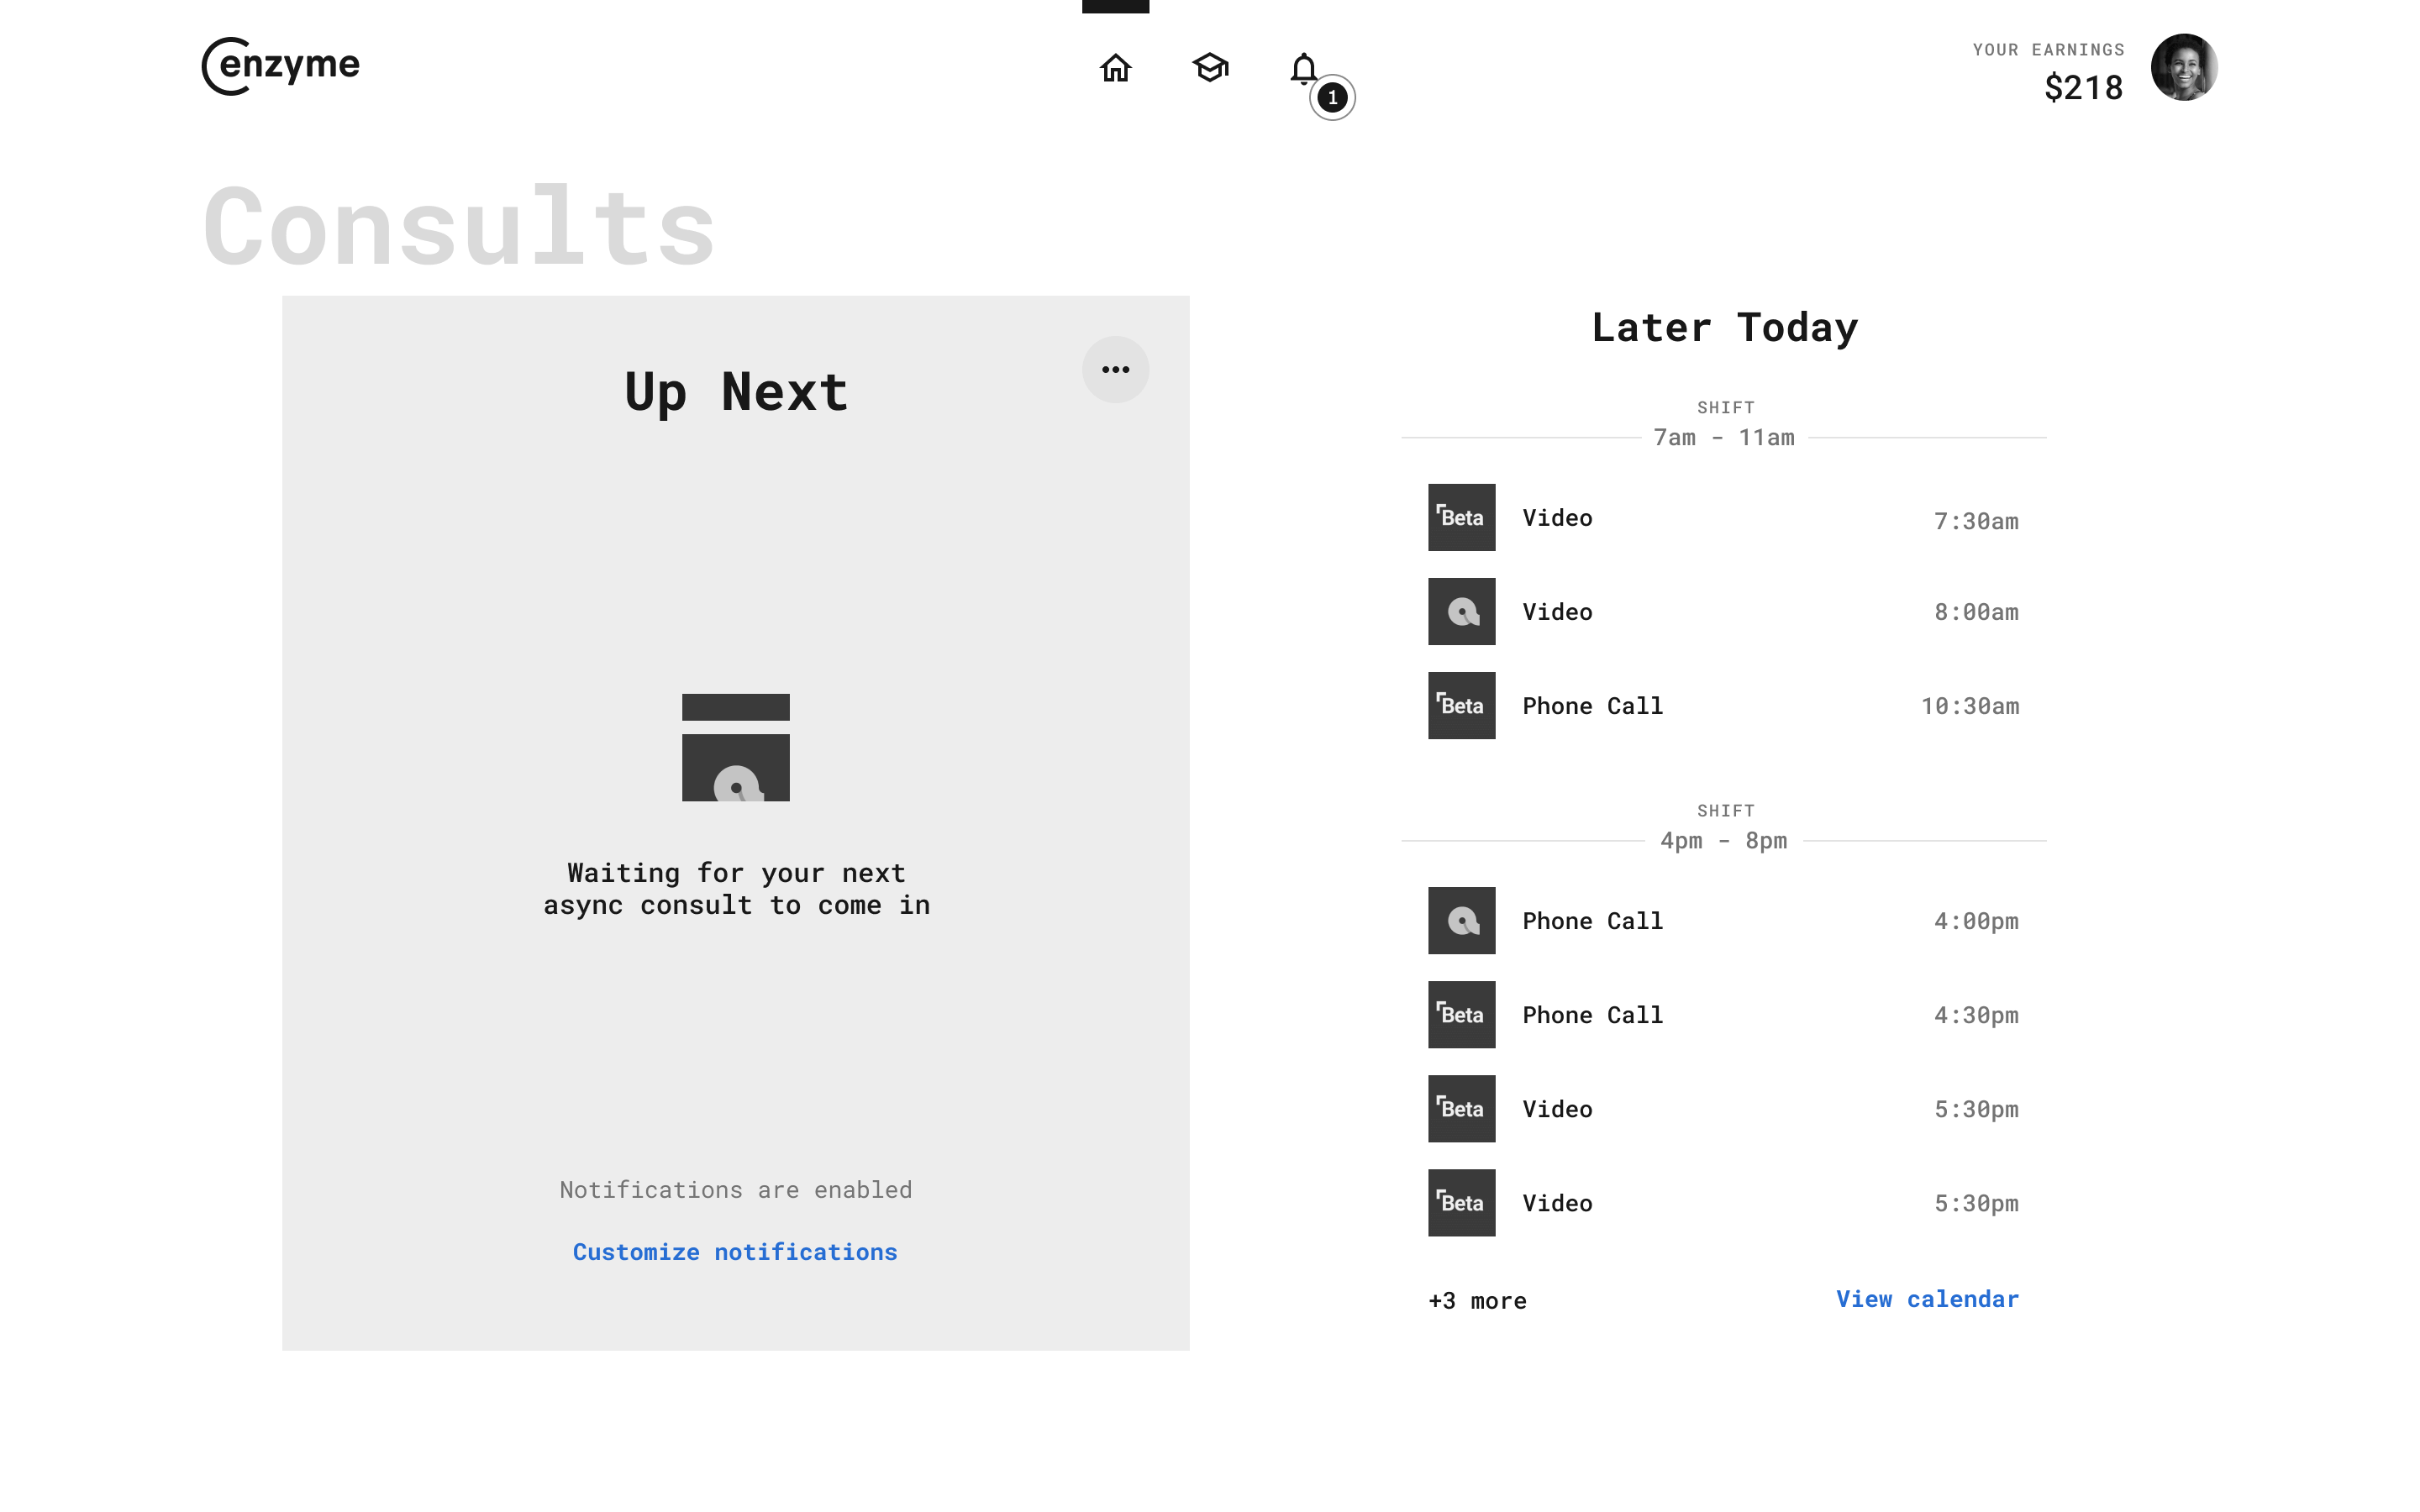 enzyme
1
YOUR EARNINGS
$218
Consults
Up Next
Waiting for your next
async consult to come in
Notifications are enabled
Customize notifications
Later Today
SHIFT
7am - 11am
Beta Video 7:30am
Video 8:00am
Beta Phone Call 10:30am
SHIFT
4pm - 8pm
Phone Call 4:00pm
Beta Phone Call 4:30pm
Beta Video 5:30pm
Beta Video 5:30pm
+3 more View calendar